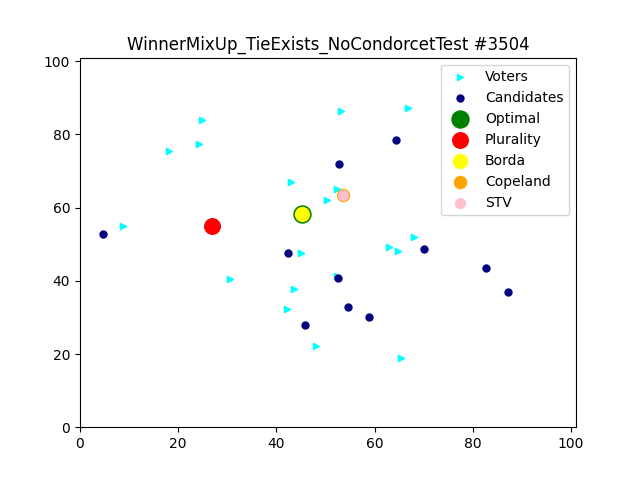 WinnerMixUp_TieExists_NoCondorcetTest #3504
Voters
Candidates
Optimal
Plurality
Borda
Copeland
STV
100
80
60
40
20
0
0 20 40 60 80 100